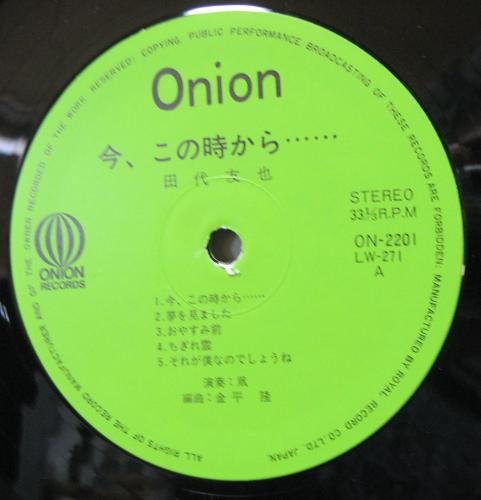 ALL RIGHTS OF THE RECORD MANUFACTURER AND OF THE OWNER RECORDED OF THE WORK RESERVED: COPYING PUBLIC PERFORMANCE BROADCASTING OF THESE RECORDS ARE FORBIDDEN: MANUFACTURED BY ROYAL RECORD CO., LTD. JAPAN.
Onion
今、この時から……
田代友也
STEREO
33⅓R.P.M
ON-2201
LW-271
A
ONION
RECORDS
1.今、この時から……
2.夢を見ました
3.おやすみ前
4.ちぎれ雲
5.それが僕なのでしょうね
演奏:風
編曲:金平 隆